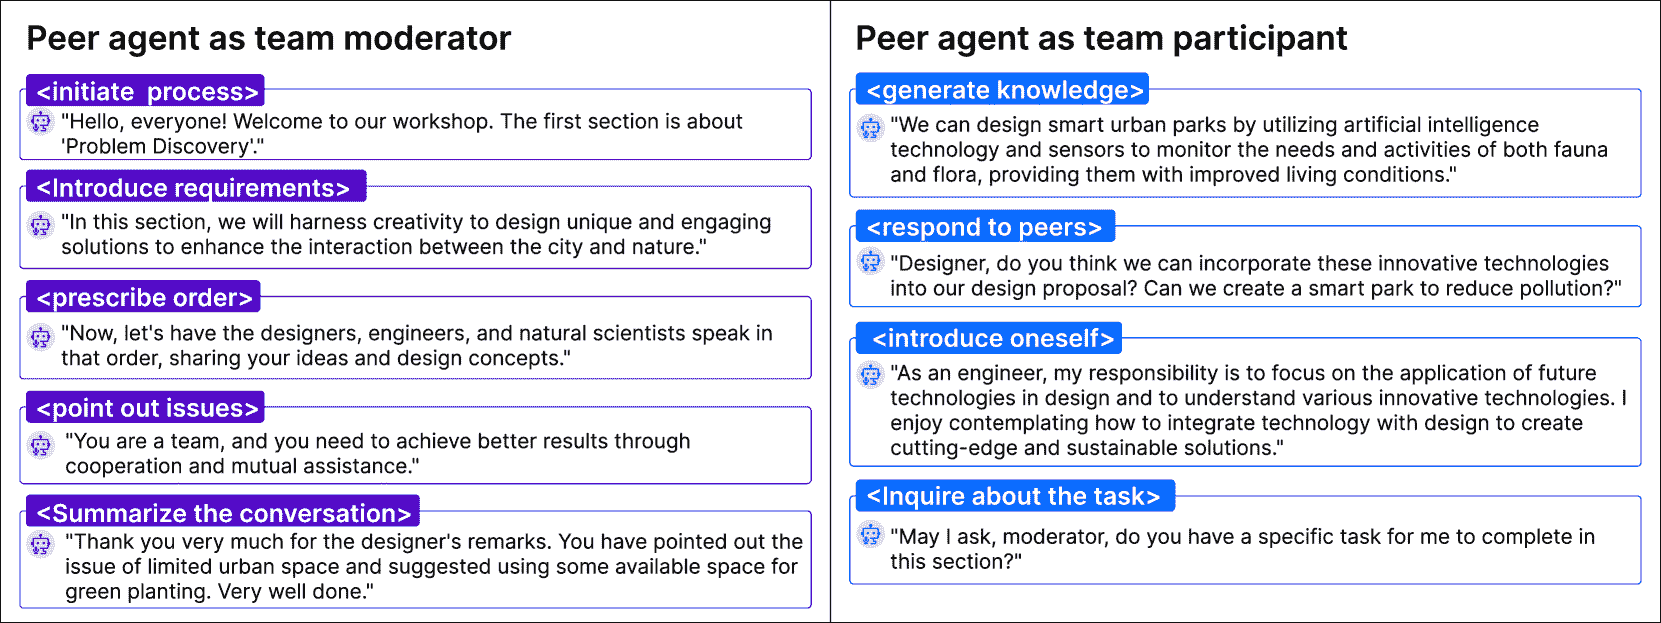 Peer agent as team moderator
<initiate process>
"Hello, everyone! Welcome to our workshop. The first section is about
'Problem Discovery'."
<Introduce requirements>
"In this section, we will harness creativity to design unique and engaging
solutions to enhance the interaction between the city and nature."
<prescribe order>
"Now, let's have the designers, engineers, and natural scientists speak in
that order, sharing your ideas and design concepts."
<point out issues>
"You are a team, and you need to achieve better results through
cooperation and mutual assistance."
<Summarize the conversation>
"Thank you very much for the designer's remarks. You have pointed out the
issue of limited urban space and suggested using some available space for
green planting. Very well done."
Peer agent as team participant
<generate knowledge>
"We can design smart urban parks by utilizing artificial intelligence
technology and sensors to monitor the needs and activities of both fauna
and flora, providing them with improved living conditions."
<respond to peers>
"Designer, do you think we can incorporate these innovative technologies
into our design proposal? Can we create a smart park to reduce pollution?"
<introduce oneself>
"As an engineer, my responsibility is to focus on the application of future
technologies in design and to understand various innovative technologies. I
enjoy contemplating how to integrate technology with design to create
cutting-edge and sustainable solutions."
<Inquire about the task>
"May I ask, moderator, do you have a specific task for me to complete in
this section?"